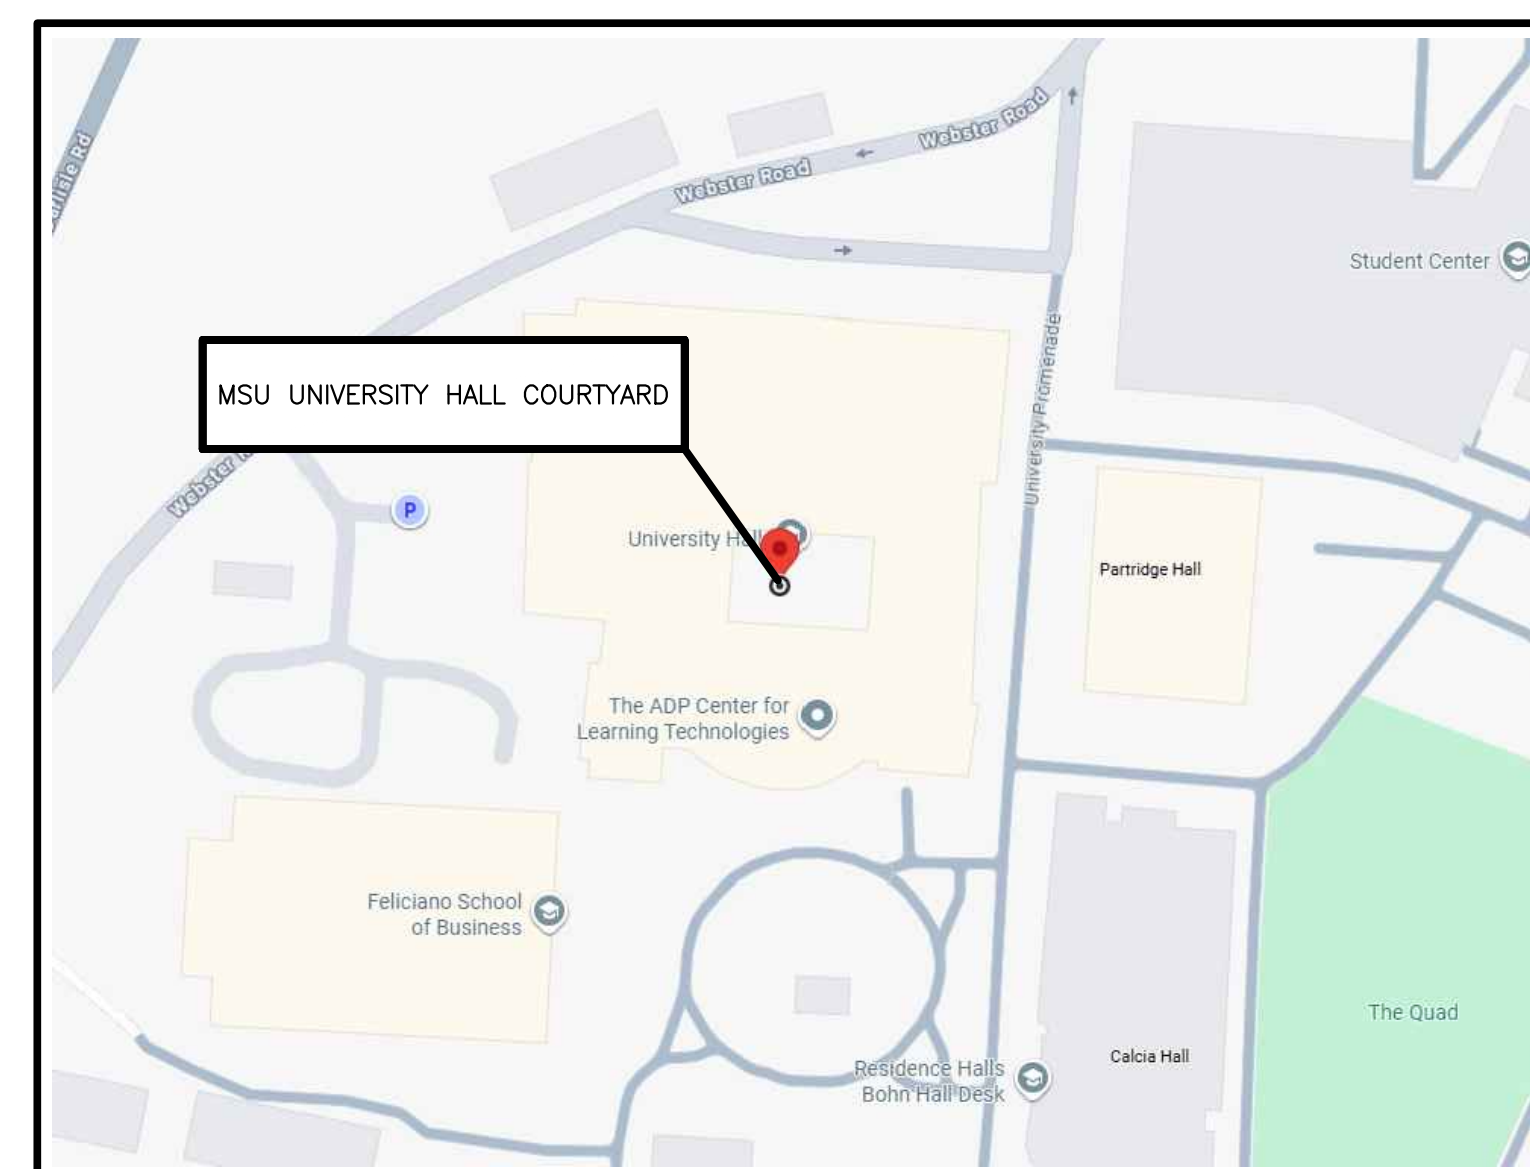 Carlisle Rd
Webster Road
Webster Road
Student Center
University Promenade
MSU UNIVERSITY HALL COURTYARD
Webster
P
University Hall
Partridge Hall
The ADP Center for
Learning Technologies
Feliciano School
of Business
The Quad
Calcia Hall
Residence Halls
Bohn Hall Desk